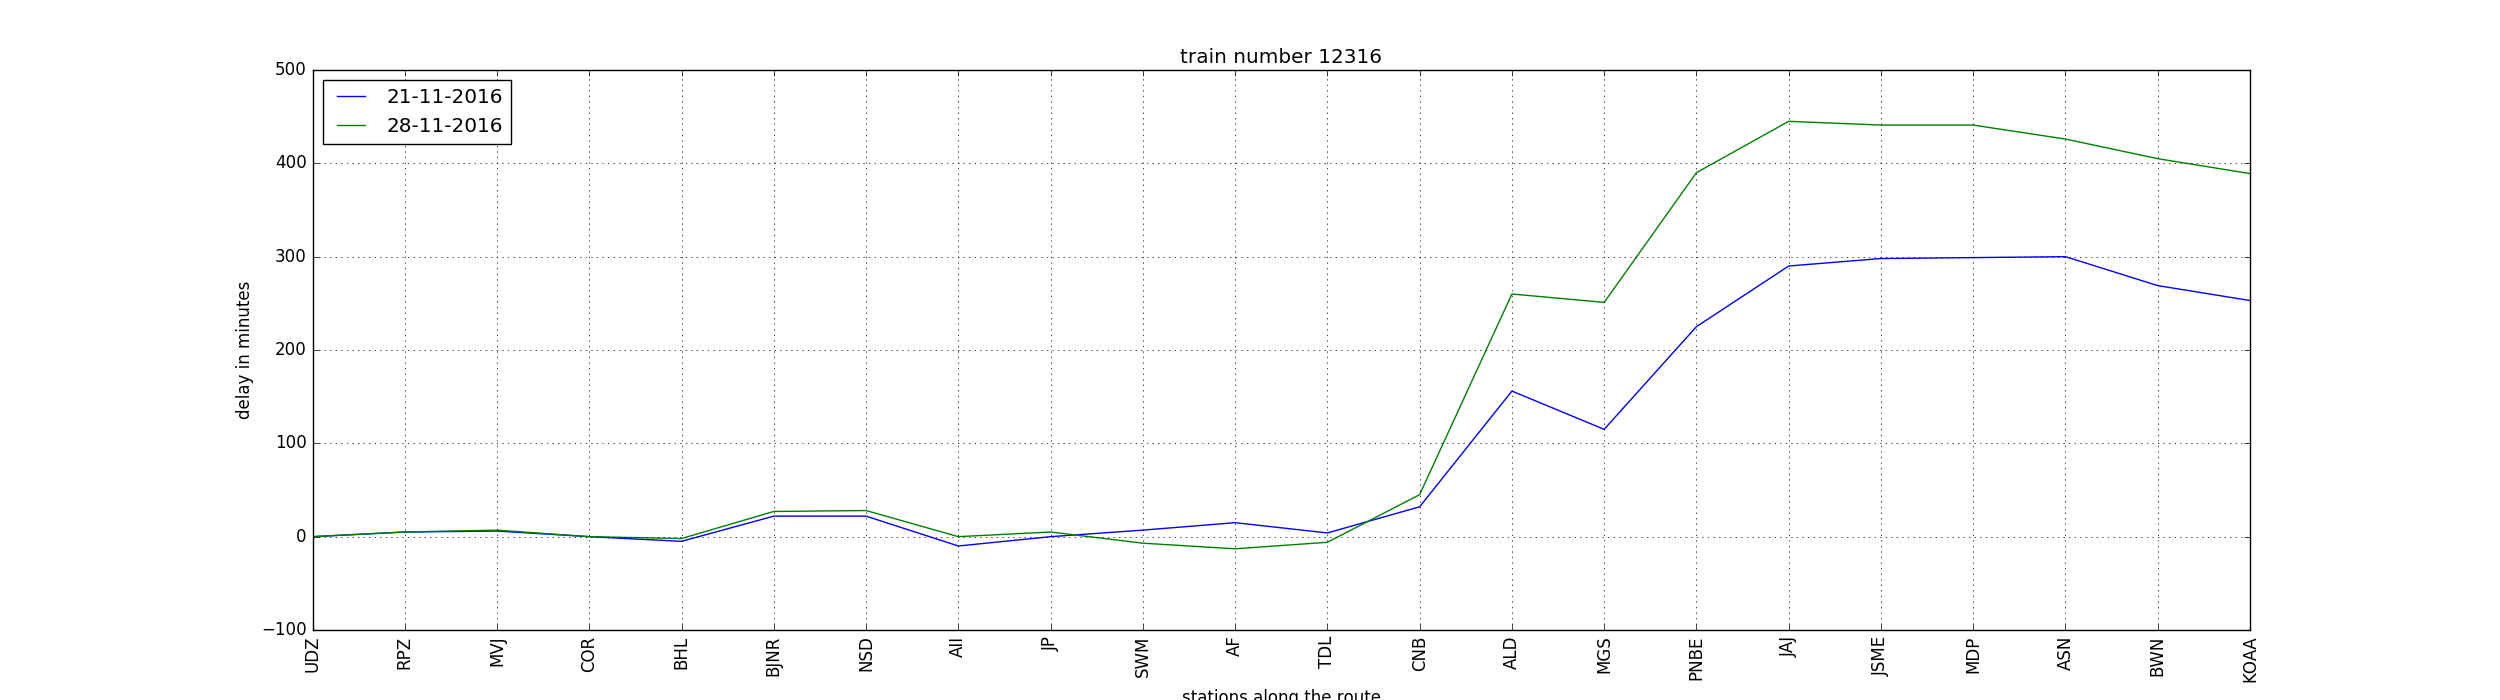 train number 12316
500
400
300
200
100
0
−100
21-11-2016
28-11-2016
delay in minutes
UDZ
RPZ
MVJ
COR
BHL
BJNR
NSD
AII
JP
SWM
AF
TDL
CNB
ALD
MGS
PNBE
JAJ
JSME
MDP
ASN
BWN
KOAA
stations along the route